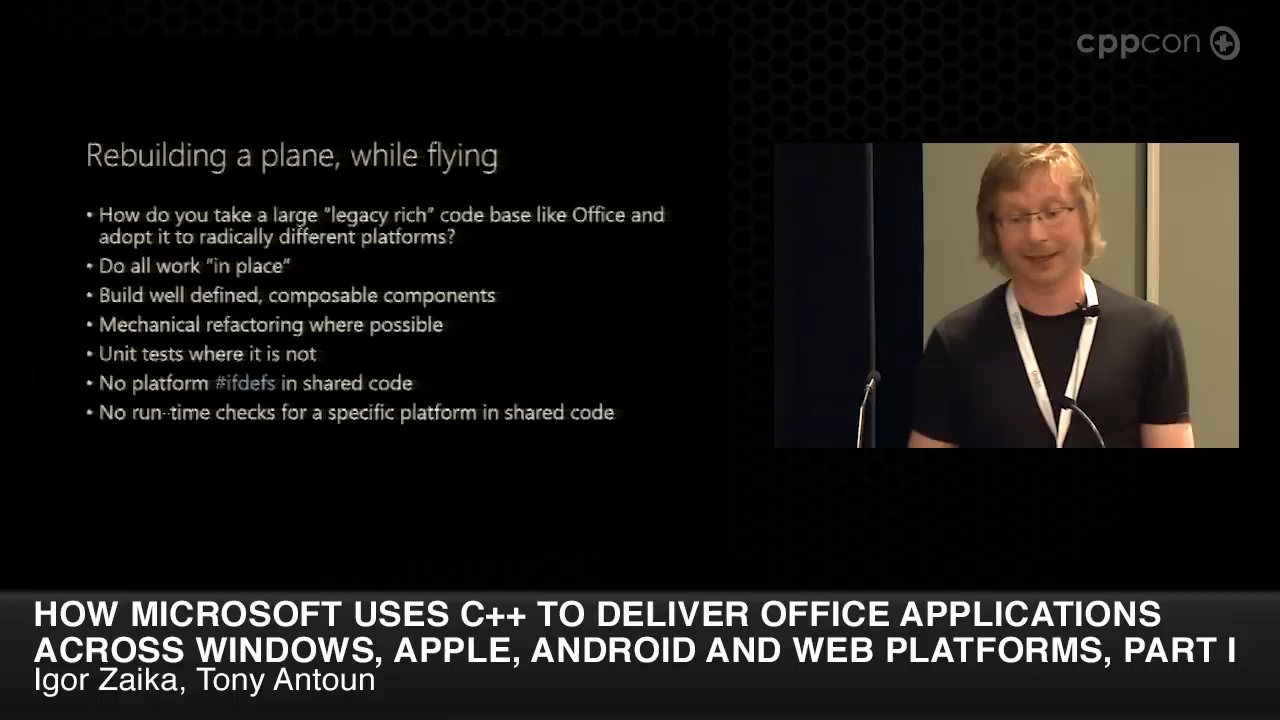 cppcon
Rebuilding a plane, while flying
• How do you take a large "legacy rich" code base like Office and
adopt it to radically different platforms?
• Do all work "in place"
• Build well defined, composable components
• Mechanical refactoring where possible
• Unit tests where it is not
• No platform #ifdefs in shared code
• No run-time checks for a specific platform in shared code
HOW MICROSOFT USES C++ TO DELIVER OFFICE APPLICATIONS
ACROSS WINDOWS, APPLE, ANDROID AND WEB PLATFORMS, PART I
Igor Zaika, Tony Antoun